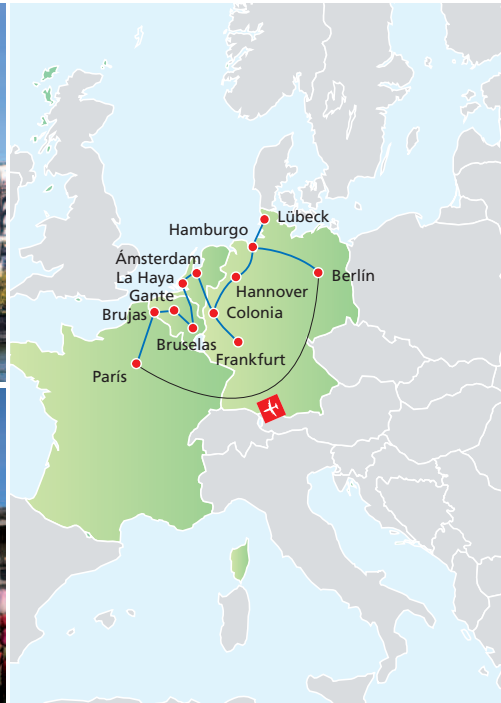 Lübeck
Hamburgo
Ámsterdam
La Haya
Berlín
Gante
Hannover
Brujas
Colonia
Bruselas
Frankfurt
París